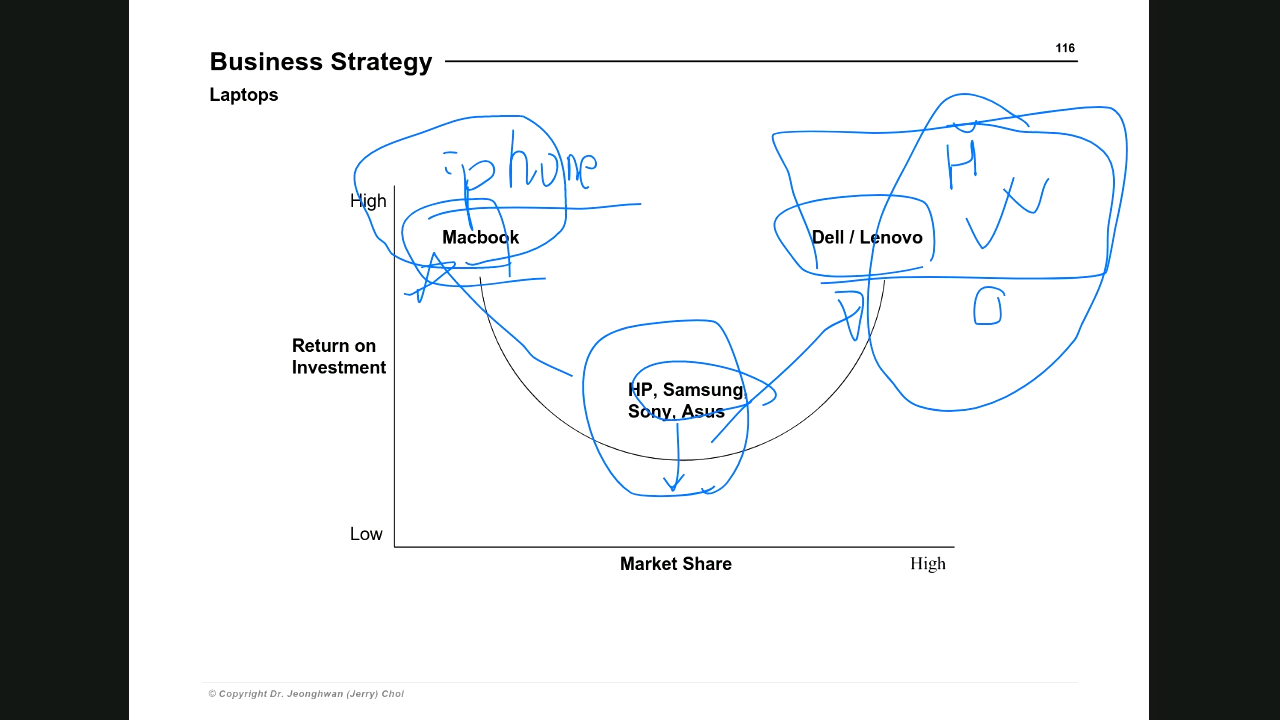 116
Business Strategy
Laptops
iphone
H
High
Macbook
Dell / Lenovo
Return on
Investment
HP, Samsung,
Sony, Asus
Low
Market Share
High
© Copyright Dr. Jeonghwan (Jerry) Choi